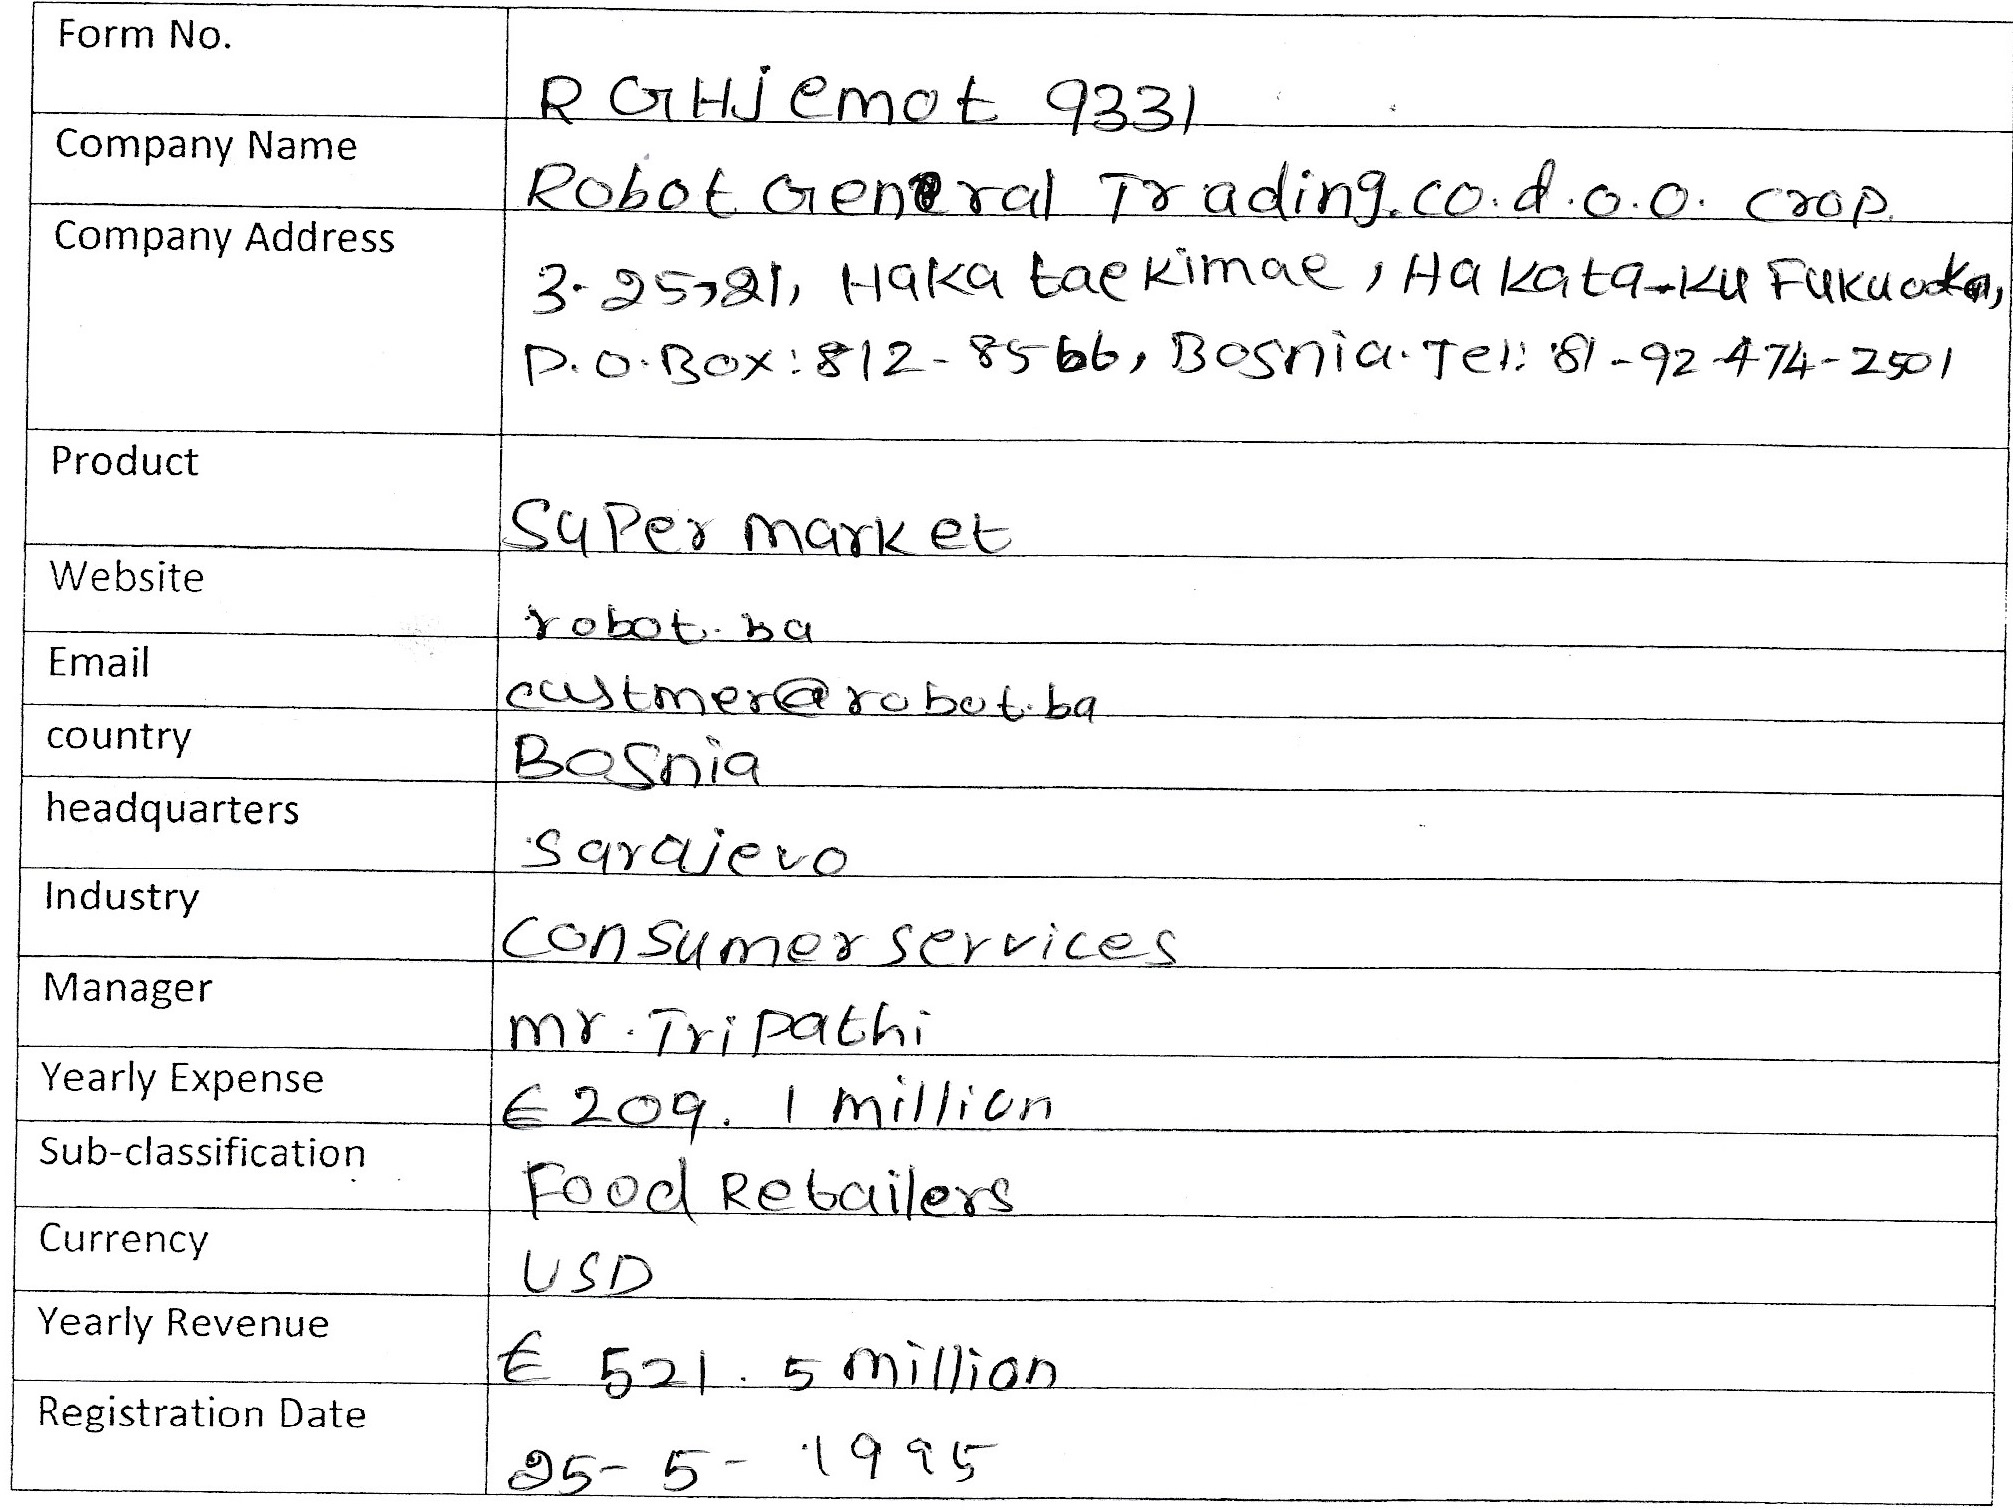 Form No.
RGHJemot 9331
Company Name
Robot General Trading.co.d.o.o. crop.
Company Address
3-25-21, Hakataekimae, Hakata-ku Fukuoka,
P.O.Box:812-8566, Bosnia. Tel: 81-92-474-2501
Product
Super market
Website
robot.ba
Email
custmer@robot.ba
country
Bosnia
headquarters
Sarajevo
Industry
Consumer services
Manager
mr. Tripathi
Yearly Expense
€209.1 million
Sub-classification
Food Retailers
Currency
USD
Yearly Revenue
€ 521.5 million
Registration Date
25-5-1995